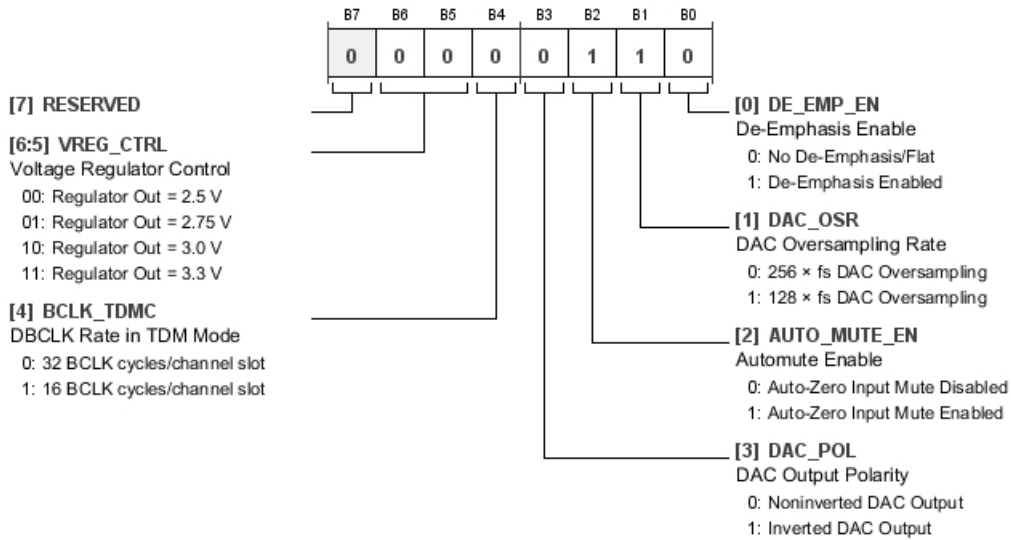 B7 B6 B5 B4 B3 B2 B1 B0
0 0 0 0 0 1 1 0
[7] RESERVED
[6:5] VREG_CTRL
Voltage Regulator Control
00: Regulator Out = 2.5 V
01: Regulator Out = 2.75 V
10: Regulator Out = 3.0 V
11: Regulator Out = 3.3 V
[4] BCLK_TDMC
DBCLK Rate in TDM Mode
0: 32 BCLK cycles/channel slot
1: 16 BCLK cycles/channel slot
[0] DE_EMP_EN
De-Emphasis Enable
0: No De-Emphasis/Flat
1: De-Emphasis Enabled
[1] DAC_OSR
DAC Oversampling Rate
0: 256 × fs DAC Oversampling
1: 128 × fs DAC Oversampling
[2] AUTO_MUTE_EN
Automute Enable
0: Auto-Zero Input Mute Disabled
1: Auto-Zero Input Mute Enabled
[3] DAC_POL
DAC Output Polarity
0: Noninverted DAC Output
1: Inverted DAC Output